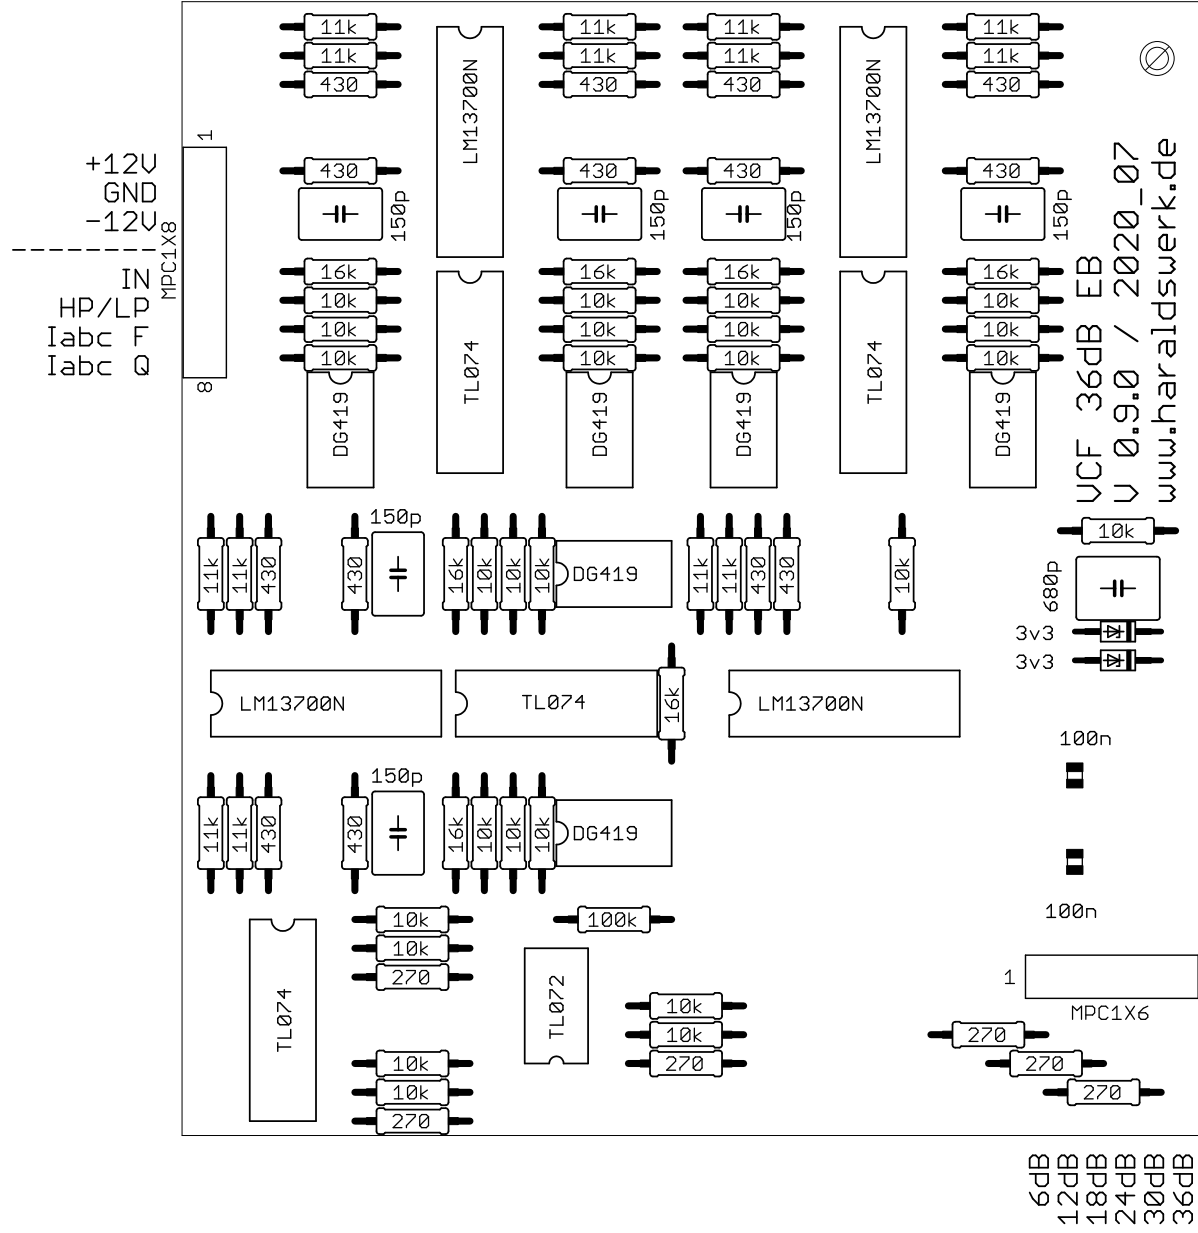 11k 11k 11k 11k
11k 11k 11k 11k
430 430 430 430
LM13700N LM13700N
1
+12V
GND
-12V
--------
IN
HP/LP
Iabc F
Iabc Q
MPC1X8
8
430 430 430 430
150p 150p 150p 150p
16k 16k 16k 16k
10k 10k 10k 10k
10k 10k 10k 10k
10k 10k 10k 10k
TL074 TL074
DG419 DG419 DG419 DG419
VCF 36dB EB
V 0.9.0 / 2020_07
www.haraldswerk.de
150p
11k 11k 430 430 16k 10k 10k 10k DG419 11k 11k 430 430 10k
10k
680p
3v3
3v3
LM13700N TL074 16k LM13700N
100n
150p
11k 11k 430 430 16k 10k 10k 10k DG419
100n
10k 100k
10k
270
TL074 TL072
10k
10k
270
10k
10k
270
1
MPC1X6
270
270
270
6dB
12dB
18dB
24dB
30dB
36dB